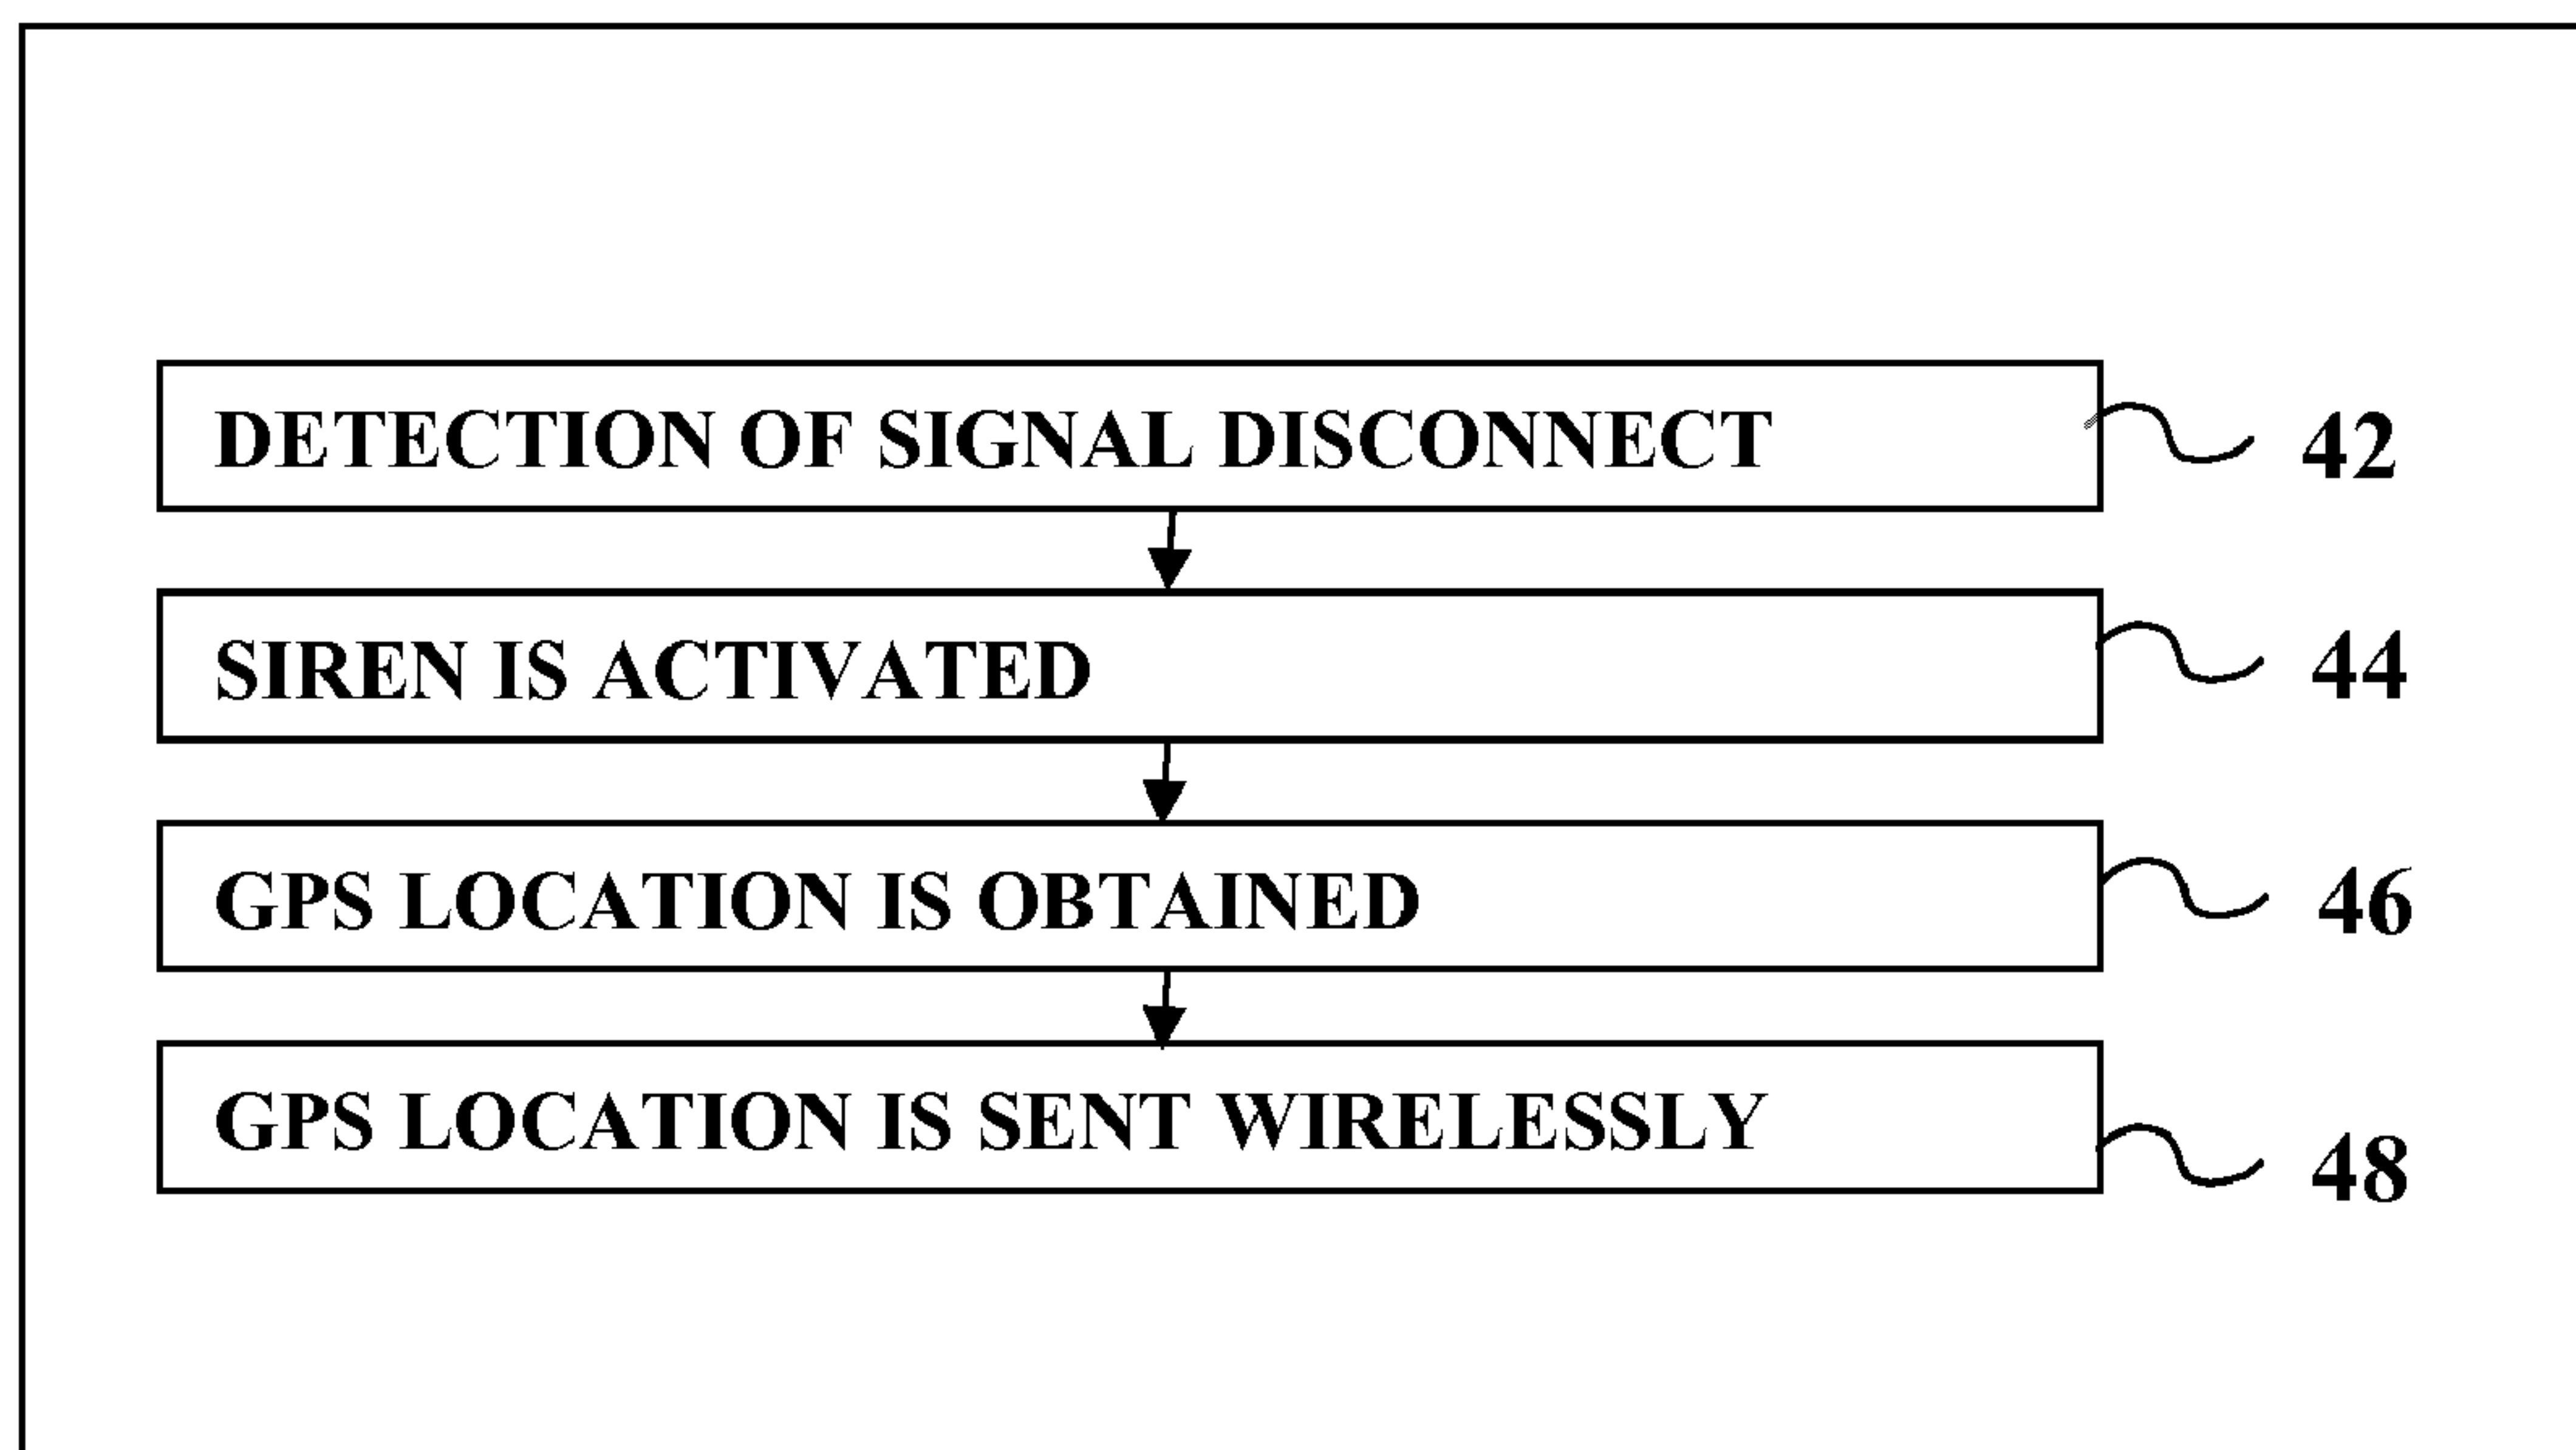 DETECTION OF SIGNAL DISCONNECT 42
SIREN IS ACTIVATED 44
GPS LOCATION IS OBTAINED 46
GPS LOCATION IS SENT WIRELESSLY 48